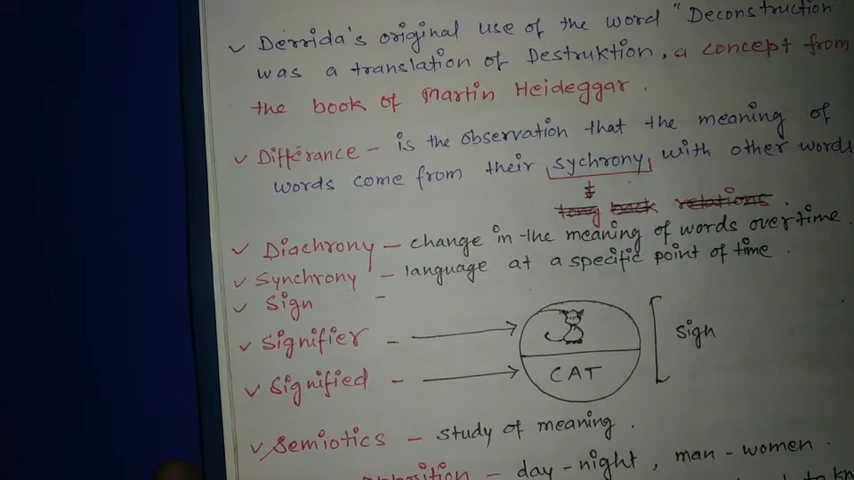 ✓ Derrida's original use of the word "Deconstruction
was a translation of Destruktion, a concept from
the book of Martin Heideggar.
✓ Différance - is the observation that the meaning of
words come from their sychrony with other words
✓ Diachrony - change in the meaning of words over time.
✓ Synchrony - language at a specific point of time.
✓ Sign -
✓ Signifier -
CAT
Sign
✓ Signified -
✓ Semiotics - study of meaning.
opposition - day-night, man-women.